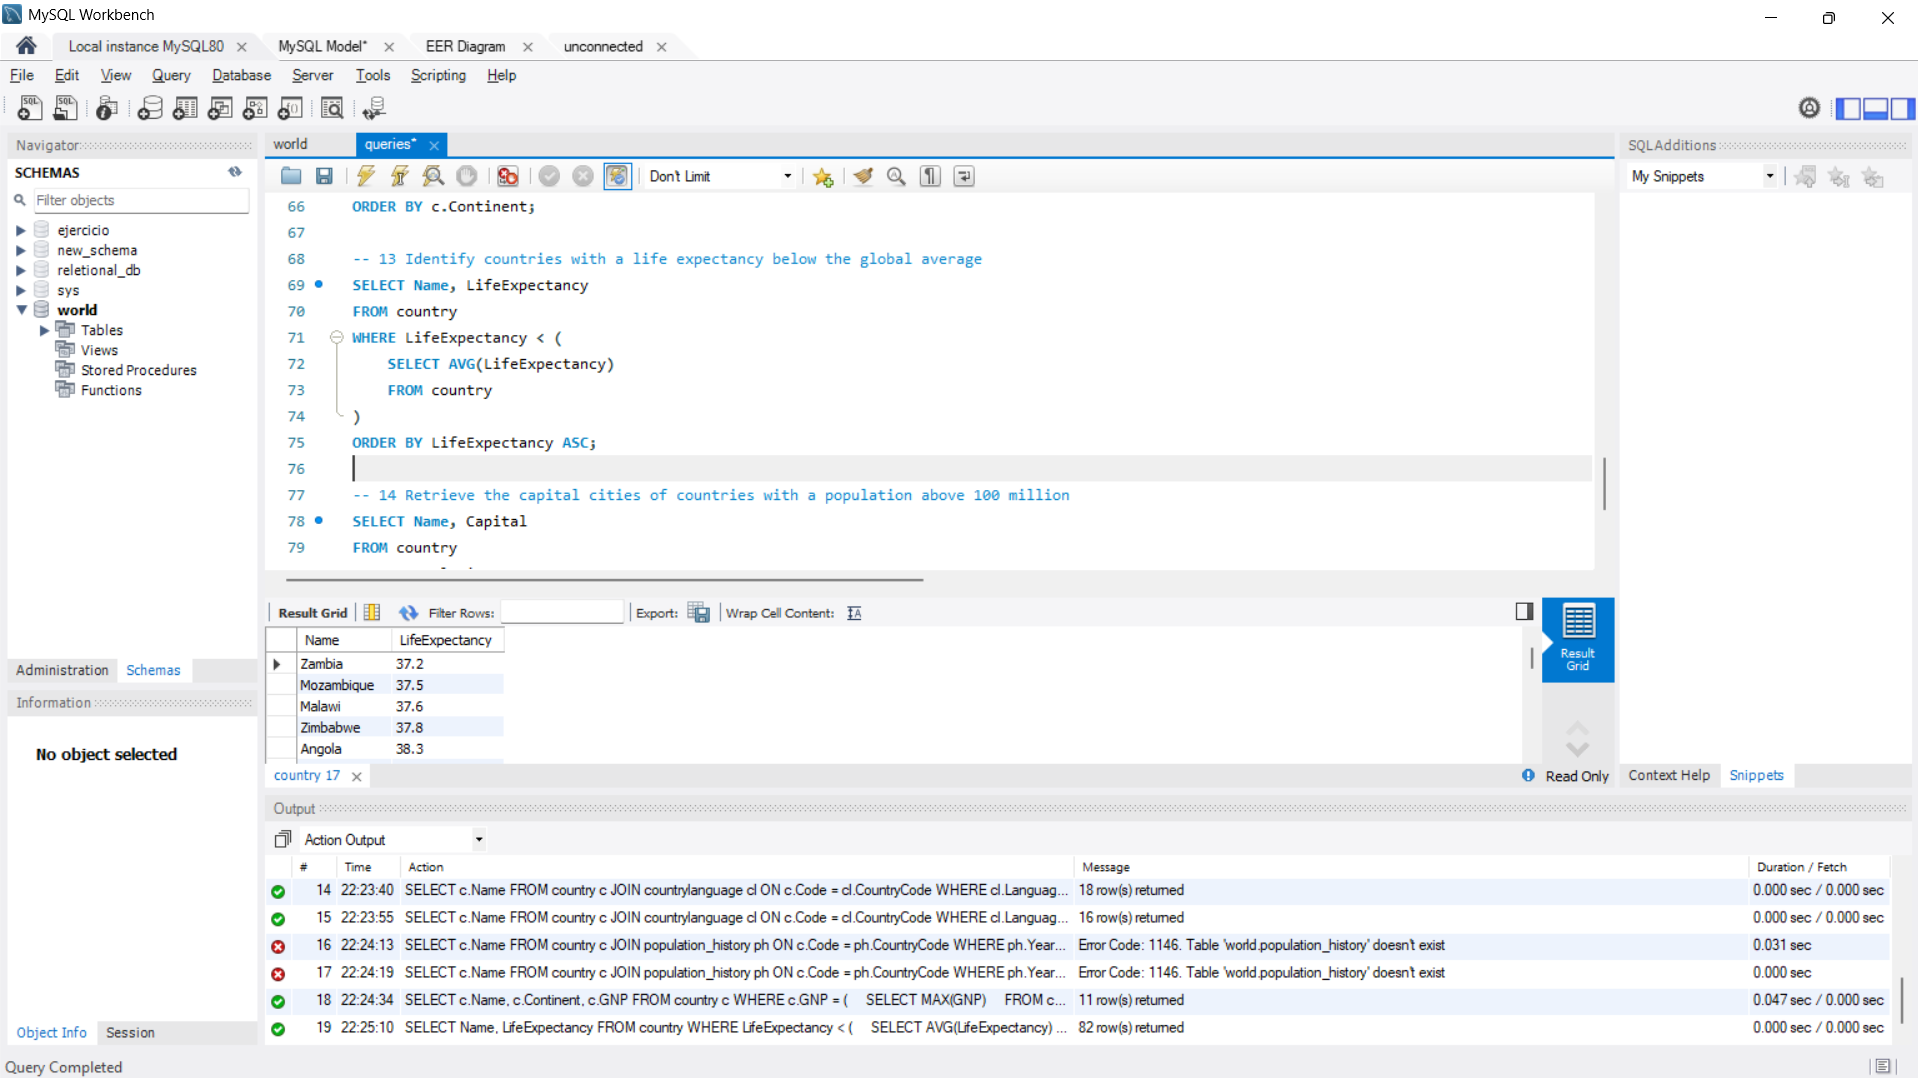 MySQL Workbench
Local instance MySQL80
MySQL Model*
EER Diagram
unconnected
File Edit View Query Database Server Tools Scripting Help
Navigator
SCHEMAS
Filter objects
ejercicio
new_schema
reletional_db
sys
world
Tables
Views
Stored Procedures
Functions
Administration Schemas
Information
No object selected
Object Info Session
world queries*
Don't Limit
66 ORDER BY c.Continent;
67
68 -- 13 Identify countries with a life expectancy below the global average
69 SELECT Name, LifeExpectancy
70 FROM country
71 WHERE LifeExpectancy < (
72 SELECT AVG(LifeExpectancy)
73 FROM country
74 )
75 ORDER BY LifeExpectancy ASC;
76
77 -- 14 Retrieve the capital cities of countries with a population above 100 million
78 SELECT Name, Capital
79 FROM country
Result Grid Filter Rows: Export: Wrap Cell Content:
Name LifeExpectancy
Zambia 37.2
Mozambique 37.5
Malawi 37.6
Zimbabwe 37.8
Angola 38.3
Result Grid
country 17
Read Only
SQLAdditions
My Snippets
Context Help Snippets
Output
Action Output
# Time Action Message Duration / Fetch
14 22:23:40 SELECT c.Name FROM country c JOIN countrylanguage cl ON c.Code = cl.CountryCode WHERE cl.Languag... 18 row(s) returned 0.000 sec / 0.000 sec
15 22:23:55 SELECT c.Name FROM country c JOIN countrylanguage cl ON c.Code = cl.CountryCode WHERE cl.Languag... 16 row(s) returned 0.000 sec / 0.000 sec
16 22:24:13 SELECT c.Name FROM country c JOIN population_history ph ON c.Code = ph.CountryCode WHERE ph.Year... Error Code: 1146. Table 'world.population_history' doesn't exist 0.031 sec
17 22:24:19 SELECT c.Name FROM country c JOIN population_history ph ON c.Code = ph.CountryCode WHERE ph.Year... Error Code: 1146. Table 'world.population_history' doesn't exist 0.000 sec
18 22:24:34 SELECT c.Name, c.Continent, c.GNP FROM country c WHERE c.GNP = ( SELECT MAX(GNP) FROM c... 11 row(s) returned 0.047 sec / 0.000 sec
19 22:25:10 SELECT Name, LifeExpectancy FROM country WHERE LifeExpectancy < ( SELECT AVG(LifeExpectancy) ... 82 row(s) returned 0.000 sec / 0.000 sec
Query Completed